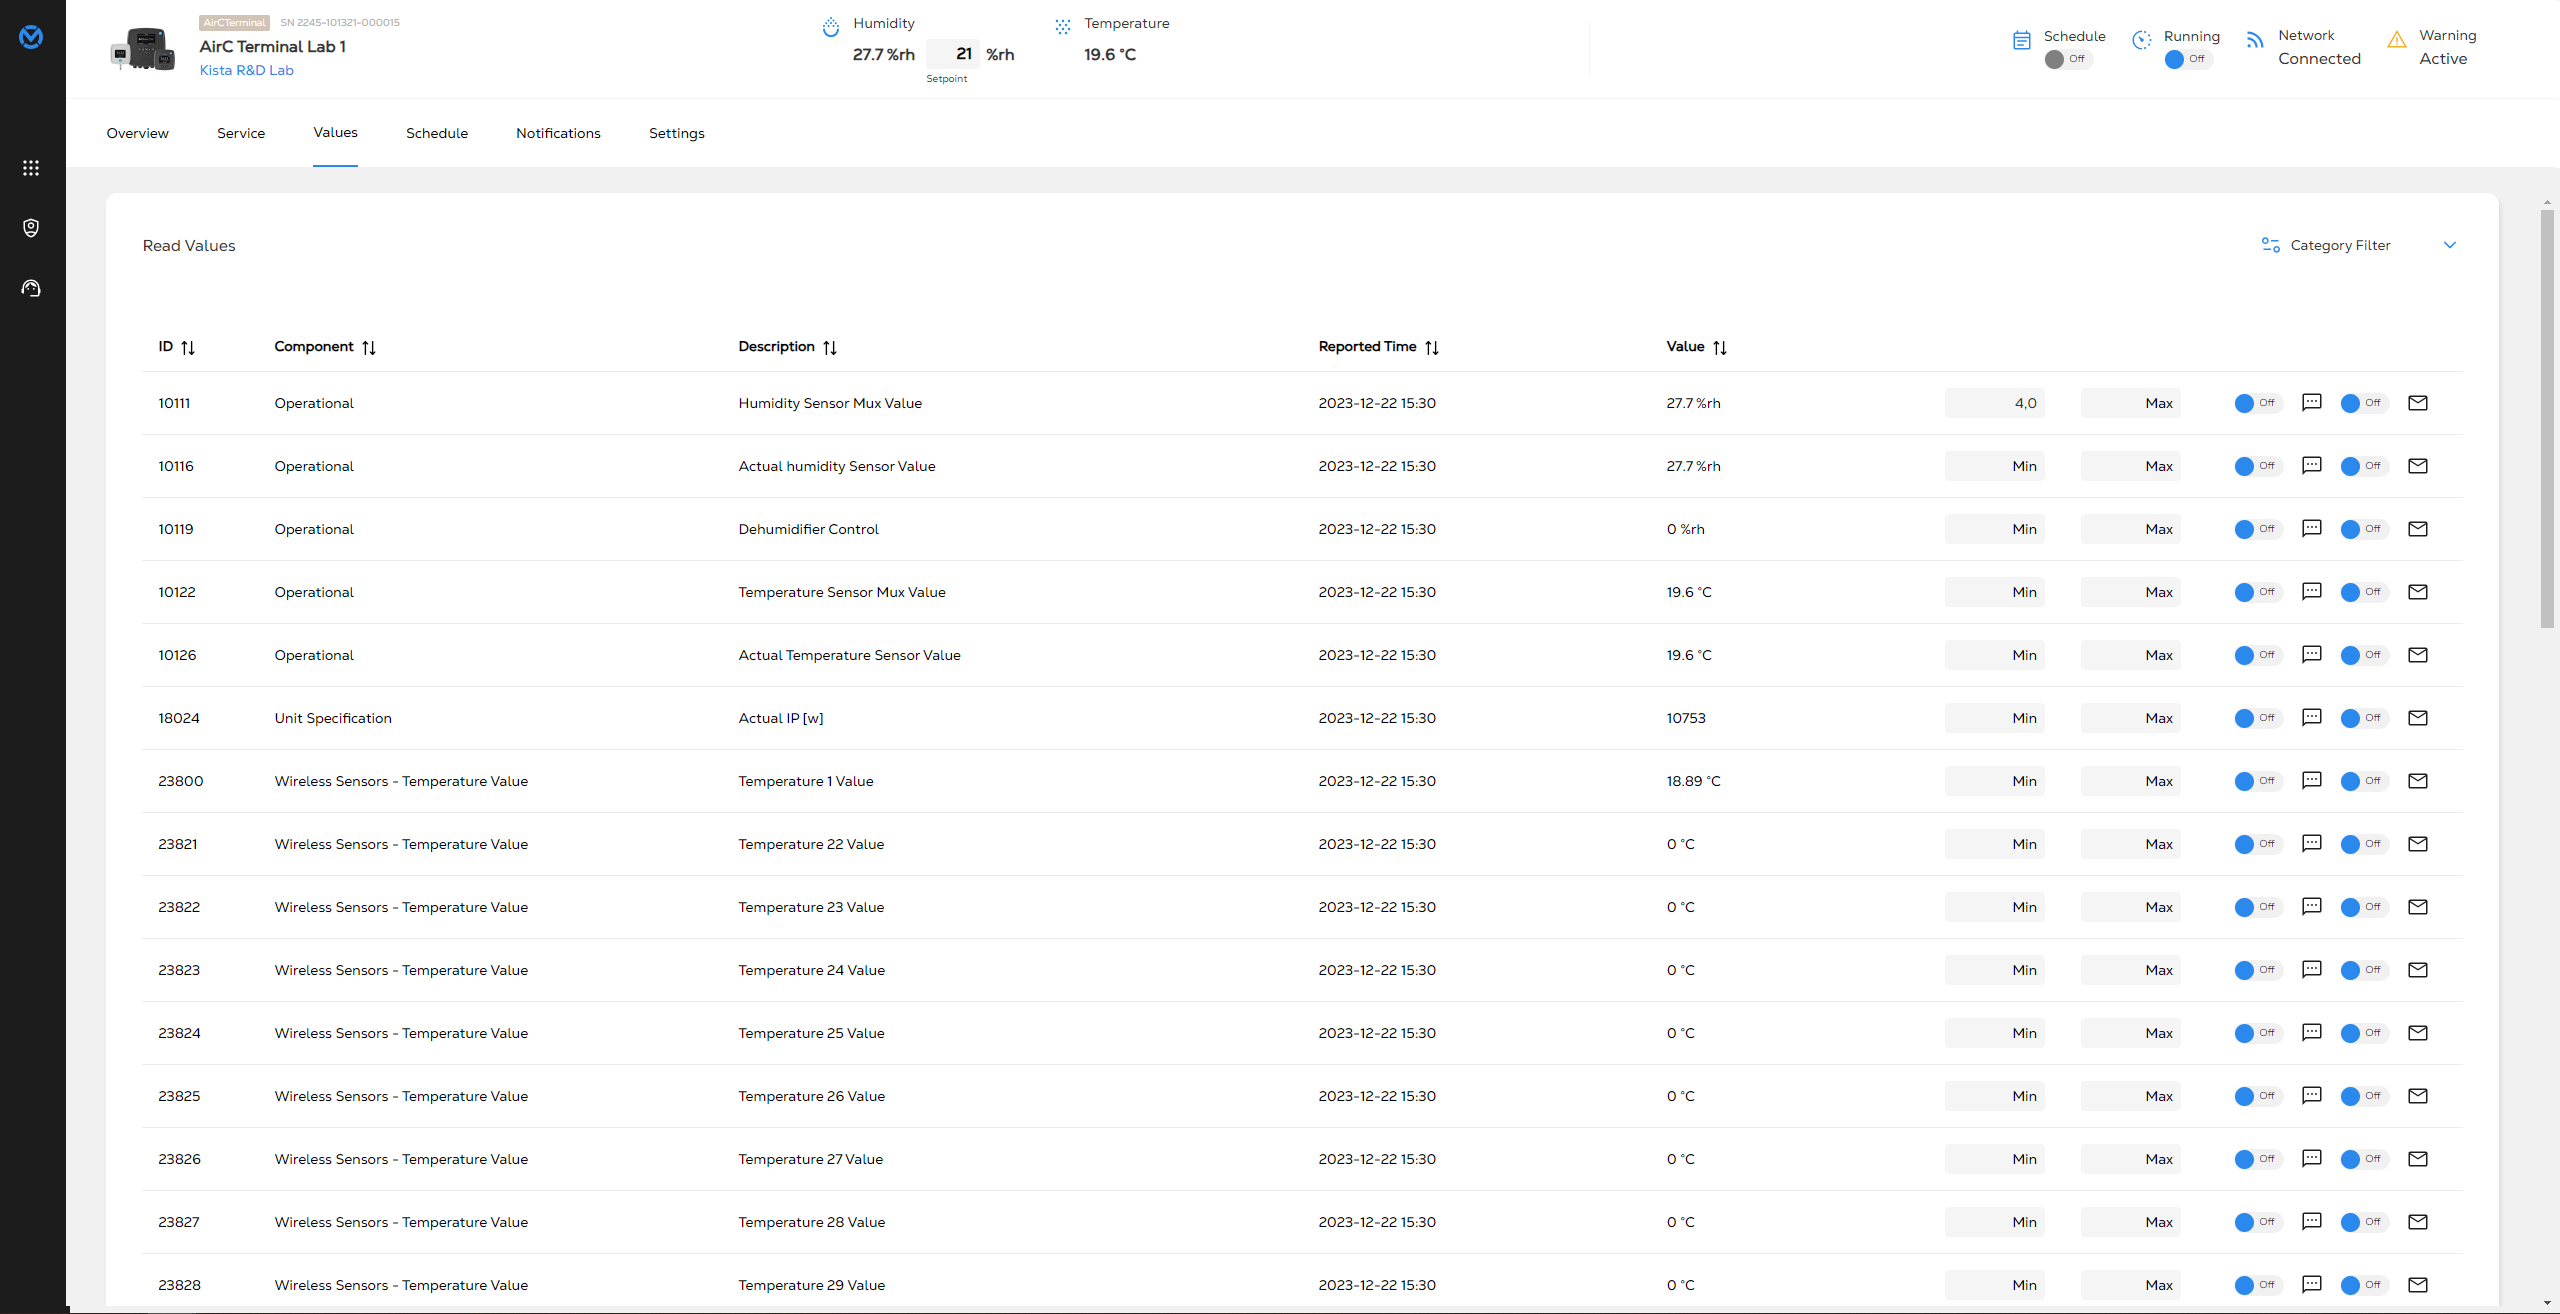 AirCTerminal SN 2245-101321-000015
AirC Terminal Lab 1
Kista R&D Lab
Humidity
27.7 %rh 21 %rh
Setpoint
Temperature
19.6 °C
Schedule
Off
Running
Off
Network
Connected
Warning
Active
Overview Service Values Schedule Notifications Settings
Read Values Category Filter
ID Component Description Reported Time Value
10111 Operational Humidity Sensor Mux Value 2023-12-22 15:30 27.7 %rh 4,0 Max Off Off
10116 Operational Actual humidity Sensor Value 2023-12-22 15:30 27.7 %rh Min Max Off Off
10119 Operational Dehumidifier Control 2023-12-22 15:30 0 %rh Min Max Off Off
10122 Operational Temperature Sensor Mux Value 2023-12-22 15:30 19.6 °C Min Max Off Off
10126 Operational Actual Temperature Sensor Value 2023-12-22 15:30 19.6 °C Min Max Off Off
18024 Unit Specification Actual IP [w] 2023-12-22 15:30 10753 Min Max Off Off
23800 Wireless Sensors - Temperature Value Temperature 1 Value 2023-12-22 15:30 18.89 °C Min Max Off Off
23821 Wireless Sensors - Temperature Value Temperature 22 Value 2023-12-22 15:30 0 °C Min Max Off Off
23822 Wireless Sensors - Temperature Value Temperature 23 Value 2023-12-22 15:30 0 °C Min Max Off Off
23823 Wireless Sensors - Temperature Value Temperature 24 Value 2023-12-22 15:30 0 °C Min Max Off Off
23824 Wireless Sensors - Temperature Value Temperature 25 Value 2023-12-22 15:30 0 °C Min Max Off Off
23825 Wireless Sensors - Temperature Value Temperature 26 Value 2023-12-22 15:30 0 °C Min Max Off Off
23826 Wireless Sensors - Temperature Value Temperature 27 Value 2023-12-22 15:30 0 °C Min Max Off Off
23827 Wireless Sensors - Temperature Value Temperature 28 Value 2023-12-22 15:30 0 °C Min Max Off Off
23828 Wireless Sensors - Temperature Value Temperature 29 Value 2023-12-22 15:30 0 °C Min Max Off Off